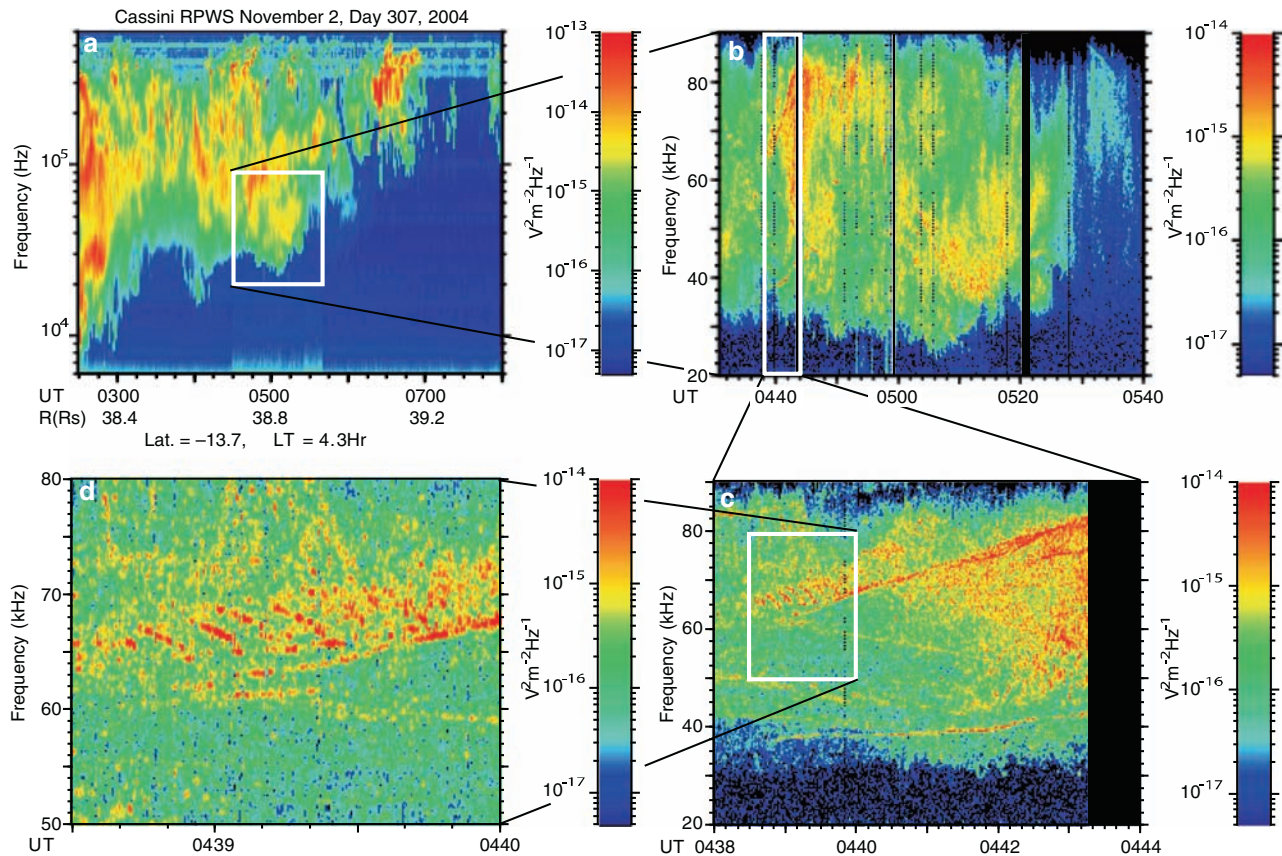 Cassini RPWS November 2, Day 307, 2004
a
Frequency (Hz)
10^5
10^4
UT 0300 0500 0700
R(Rs) 38.4 38.8 39.2
Lat. = –13.7, LT = 4.3Hr
10^-13
10^-14
10^-15
10^-16
10^-17
V^2m^-2Hz^-1
b
Frequency (kHz)
80
60
40
20
UT 0440 0500 0520 0540
10^-14
10^-15
10^-16
10^-17
V^2m^-2Hz^-1
d
Frequency (kHz)
80
70
60
50
UT 0439 0440
10^-14
10^-15
10^-16
10^-17
V^2m^-2Hz^-1
c
Frequency (kHz)
80
60
40
20
UT 0438 0440 0442 0444
10^-14
10^-15
10^-16
10^-17
V^2m^-2Hz^-1